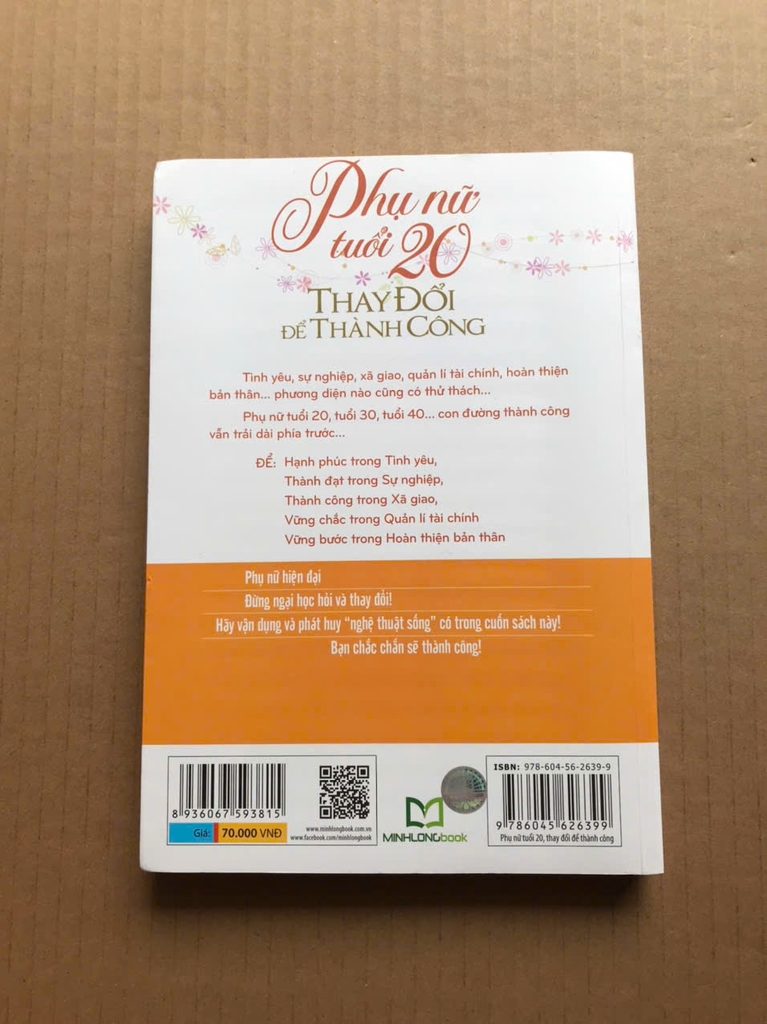 Phụ nữ
tuổi 20
THAY ĐỔI
ĐỂ THÀNH CÔNG
Tình yêu, sự nghiệp, xã giao, quản lí tài chính, hoàn thiện
bản thân... phương diện nào cũng có thử thách...
Phụ nữ tuổi 20, tuổi 30, tuổi 40... con đường thành công
vẫn trải dài phía trước...
ĐỂ: Hạnh phúc trong Tình yêu,
Thành đạt trong Sự nghiệp,
Thành công trong Xã giao,
Vững chắc trong Quản lí tài chính
Vững bước trong Hoàn thiện bản thân
Phụ nữ hiện đại
Đừng ngại học hỏi và thay đổi!
Hãy vận dụng và phát huy “nghệ thuật sống” có trong cuốn sách này!
Bạn chắc chắn sẽ thành công!
8 936067 593815
Giá: 70.000 VNĐ
www.minhlongbook.com.vn
www.facebook.com/minhlongbook
MINHLONGbook
ISBN: 978-604-56-2639-9
9 786045 626399
Phụ nữ tuổi 20, thay đổi để thành công